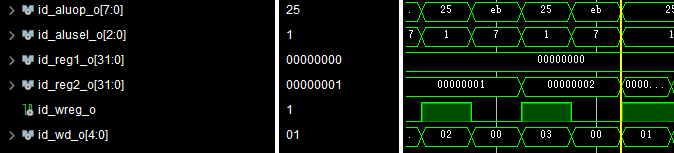 id_aluop_o[7:0] 25 . 25 eb 25 eb 25
id_alusel_o[2:0] 1 7 1 7 1 7 1
id_reg1_o[31:0] 00000000 00000000
id_reg2_o[31:0] 00000001 00000001 00000002 0000...
id_wreg_o 1
id_wd_o[4:0] 01 . 02 00 03 00 01